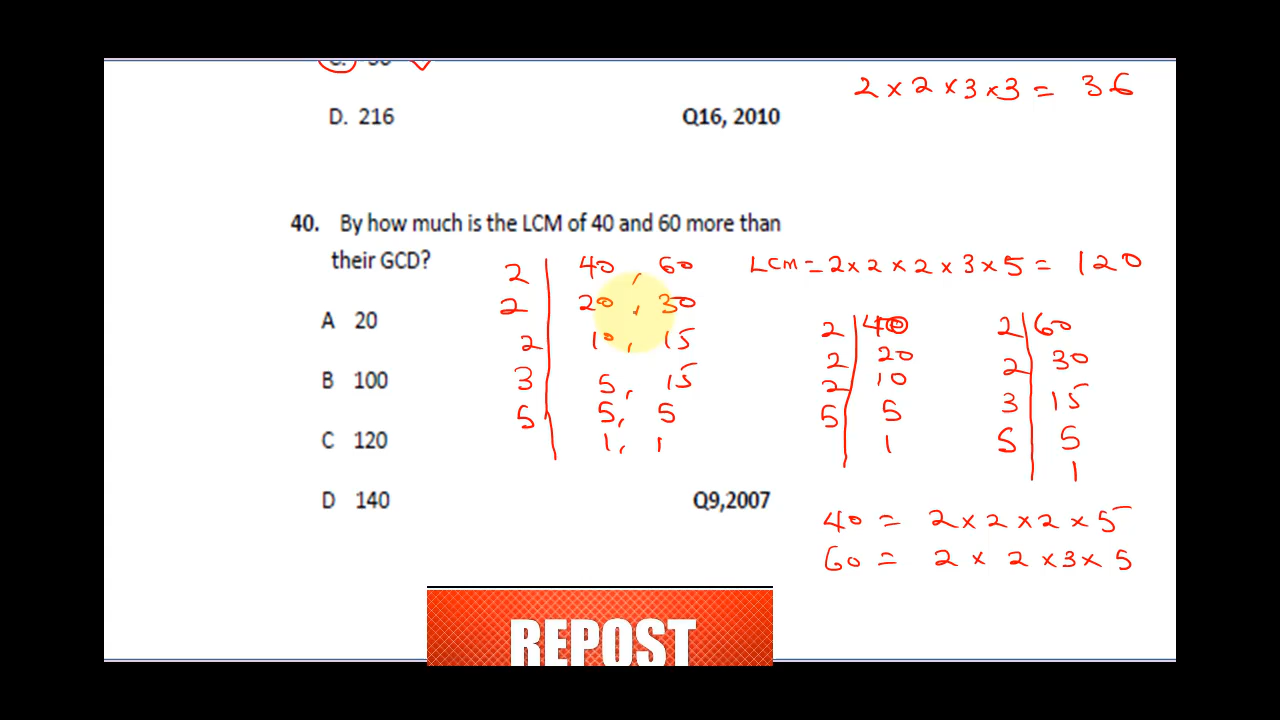 2 × 2 × 3 × 3 = 36
D. 216
Q16, 2010
40. By how much is the LCM of 40 and 60 more than
their GCD?
2 | 40 , 60
2 | 20 , 30
2 | 10 , 15
3 | 5 , 15
5 | 5 , 5
1 , 1
LCM = 2 × 2 × 2 × 3 × 5 = 120
A 20
B 100
C 120
D 140
2 | 40
2 | 20
2 | 10
5 | 5
1
2 | 60
2 | 30
3 | 15
5 | 5
1
Q9,2007
40 = 2 × 2 × 2 × 5
60 = 2 × 2 × 3 × 5
REPOST